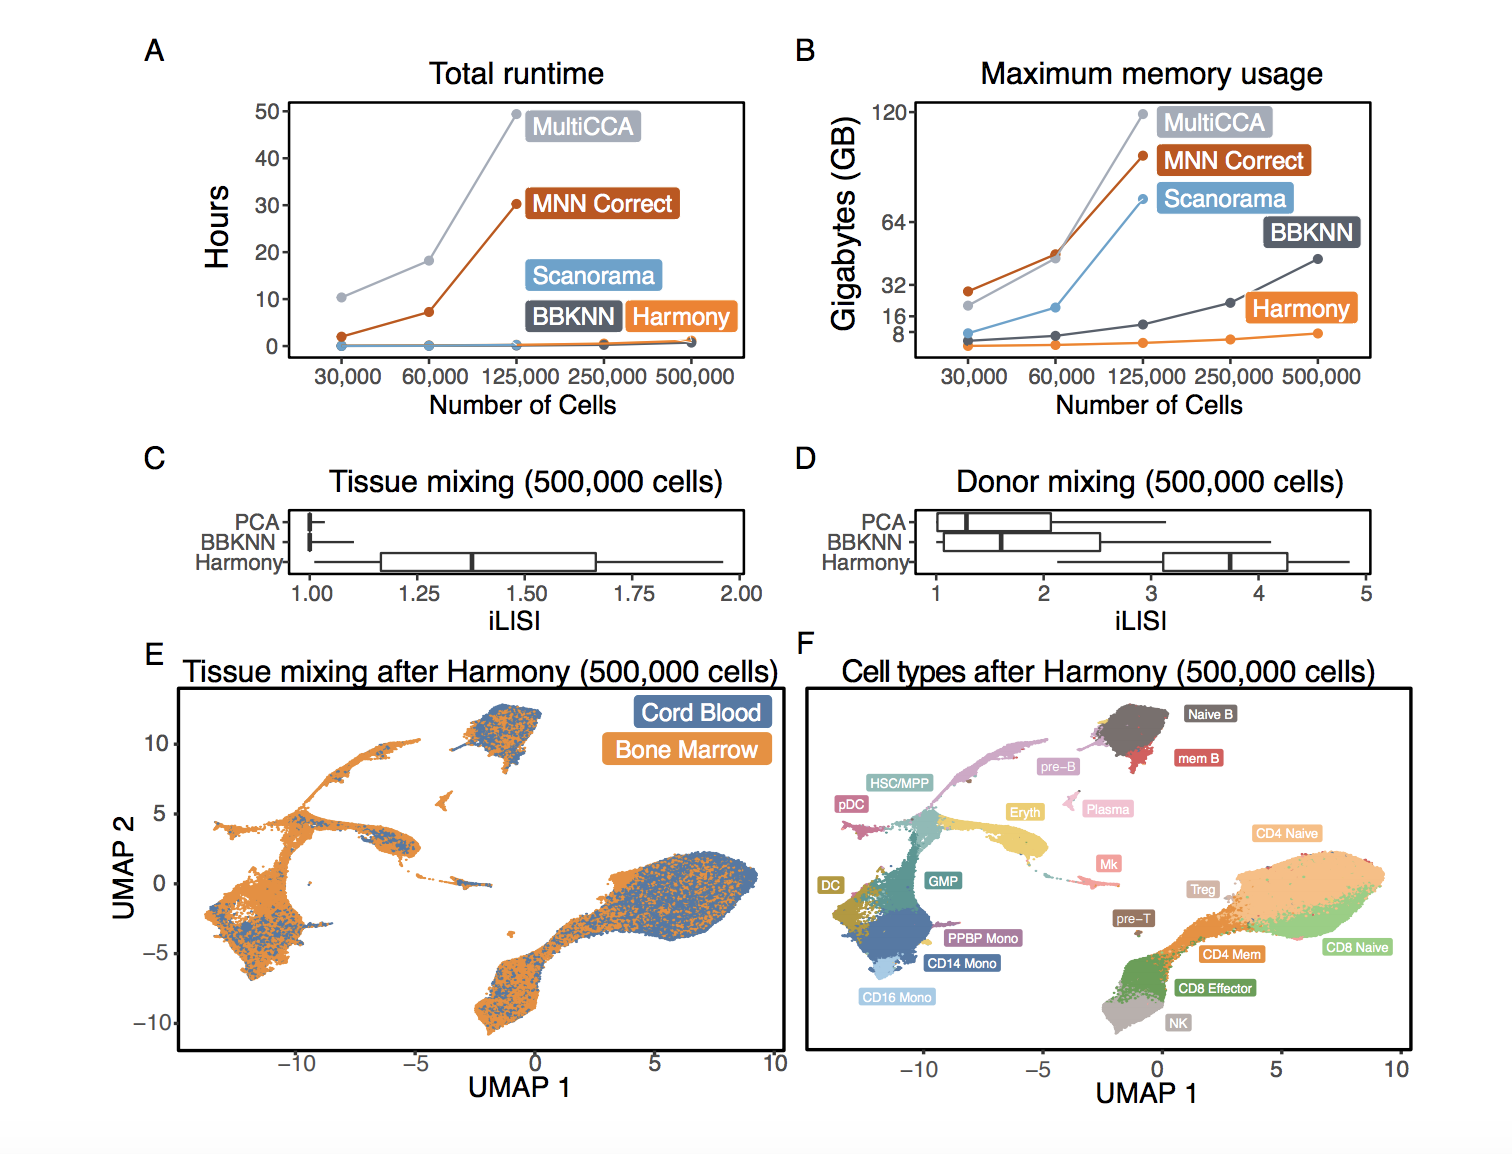 A
Total runtime
Hours
50
40
30
20
10
0
MultiCCA
MNN Correct
Scanorama
BBKNN
Harmony
30,000
60,000
125,000
250,000
500,000
Number of Cells
B
Maximum memory usage
Gigabytes (GB)
120
64
32
16
8
MultiCCA
MNN Correct
Scanorama
BBKNN
Harmony
30,000
60,000
125,000
250,000
500,000
Number of Cells
C
Tissue mixing (500,000 cells)
PCA
BBKNN
Harmony
1.00
1.25
1.50
1.75
2.00
iLISI
D
Donor mixing (500,000 cells)
PCA
BBKNN
Harmony
1
2
3
4
5
iLISI
E
Tissue mixing after Harmony (500,000 cells)
Cord Blood
Bone Marrow
UMAP 2
10
5
0
−5
−10
−10
−5
0
5
10
UMAP 1
F
Cell types after Harmony (500,000 cells)
Naive B
mem B
pre−B
HSC/MPP
pDC
Eryth
Plasma
CD4 Naive
Mk
DC
GMP
Treg
pre−T
PPBP Mono
CD14 Mono
CD16 Mono
CD4 Mem
CD8 Naive
CD8 Effector
NK
−10
−5
0
5
10
UMAP 1